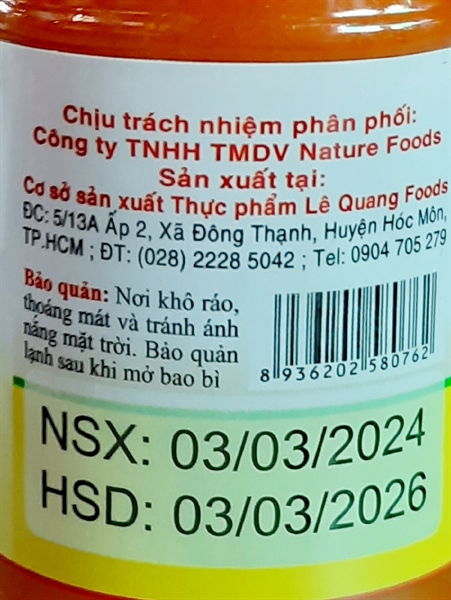 Chịu trách nhiệm phân phối:
Công ty TNHH TMDV Nature Foods
Sản xuất tại:
Cơ sở sản xuất Thực phẩm Lê Quang Foods
ĐC: 5/13A Ấp 2, Xã Đông Thạnh, Huyện Hóc Môn,
TP.HCM ; ĐT: (028) 2228 5042 ; Tel: 0904 705 279
Bảo quản: Nơi khô ráo,
thoáng mát và tránh ánh
nắng mặt trời. Bảo quản
lạnh sau khi mở bao bì
8 936202 580762
NSX: 03/03/2024
HSD: 03/03/2026